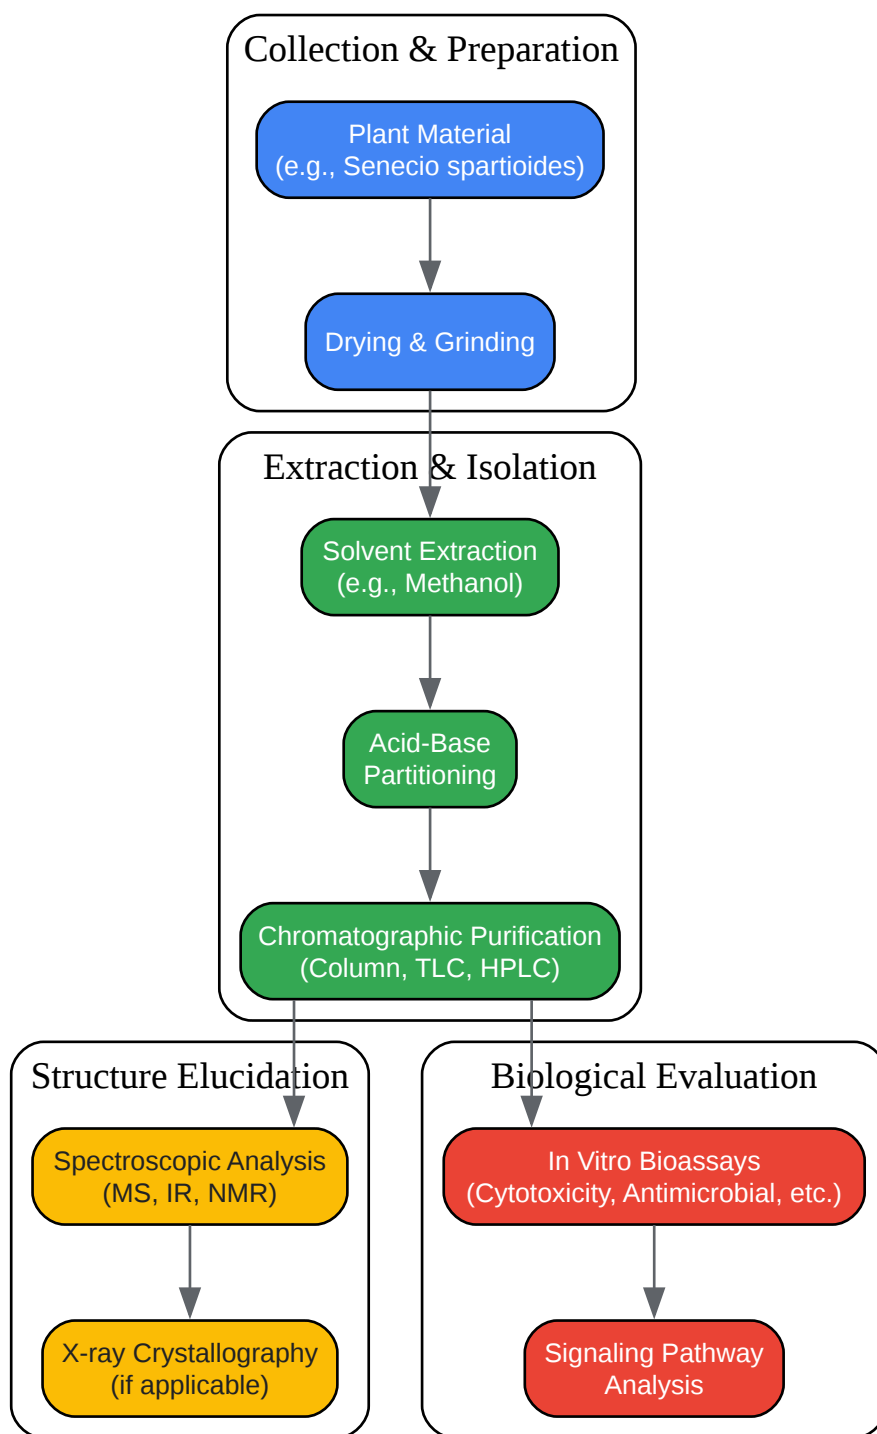 Collection & Preparation
Plant Material
(e.g., Senecio spartioides)
Drying & Grinding
Extraction & Isolation
Solvent Extraction
(e.g., Methanol)
Acid-Base
Partitioning
Chromatographic Purification
(Column, TLC, HPLC)
Structure Elucidation
Spectroscopic Analysis
(MS, IR, NMR)
X-ray Crystallography
(if applicable)
Biological Evaluation
In Vitro Bioassays
(Cytotoxicity, Antimicrobial, etc.)
Signaling Pathway
Analysis